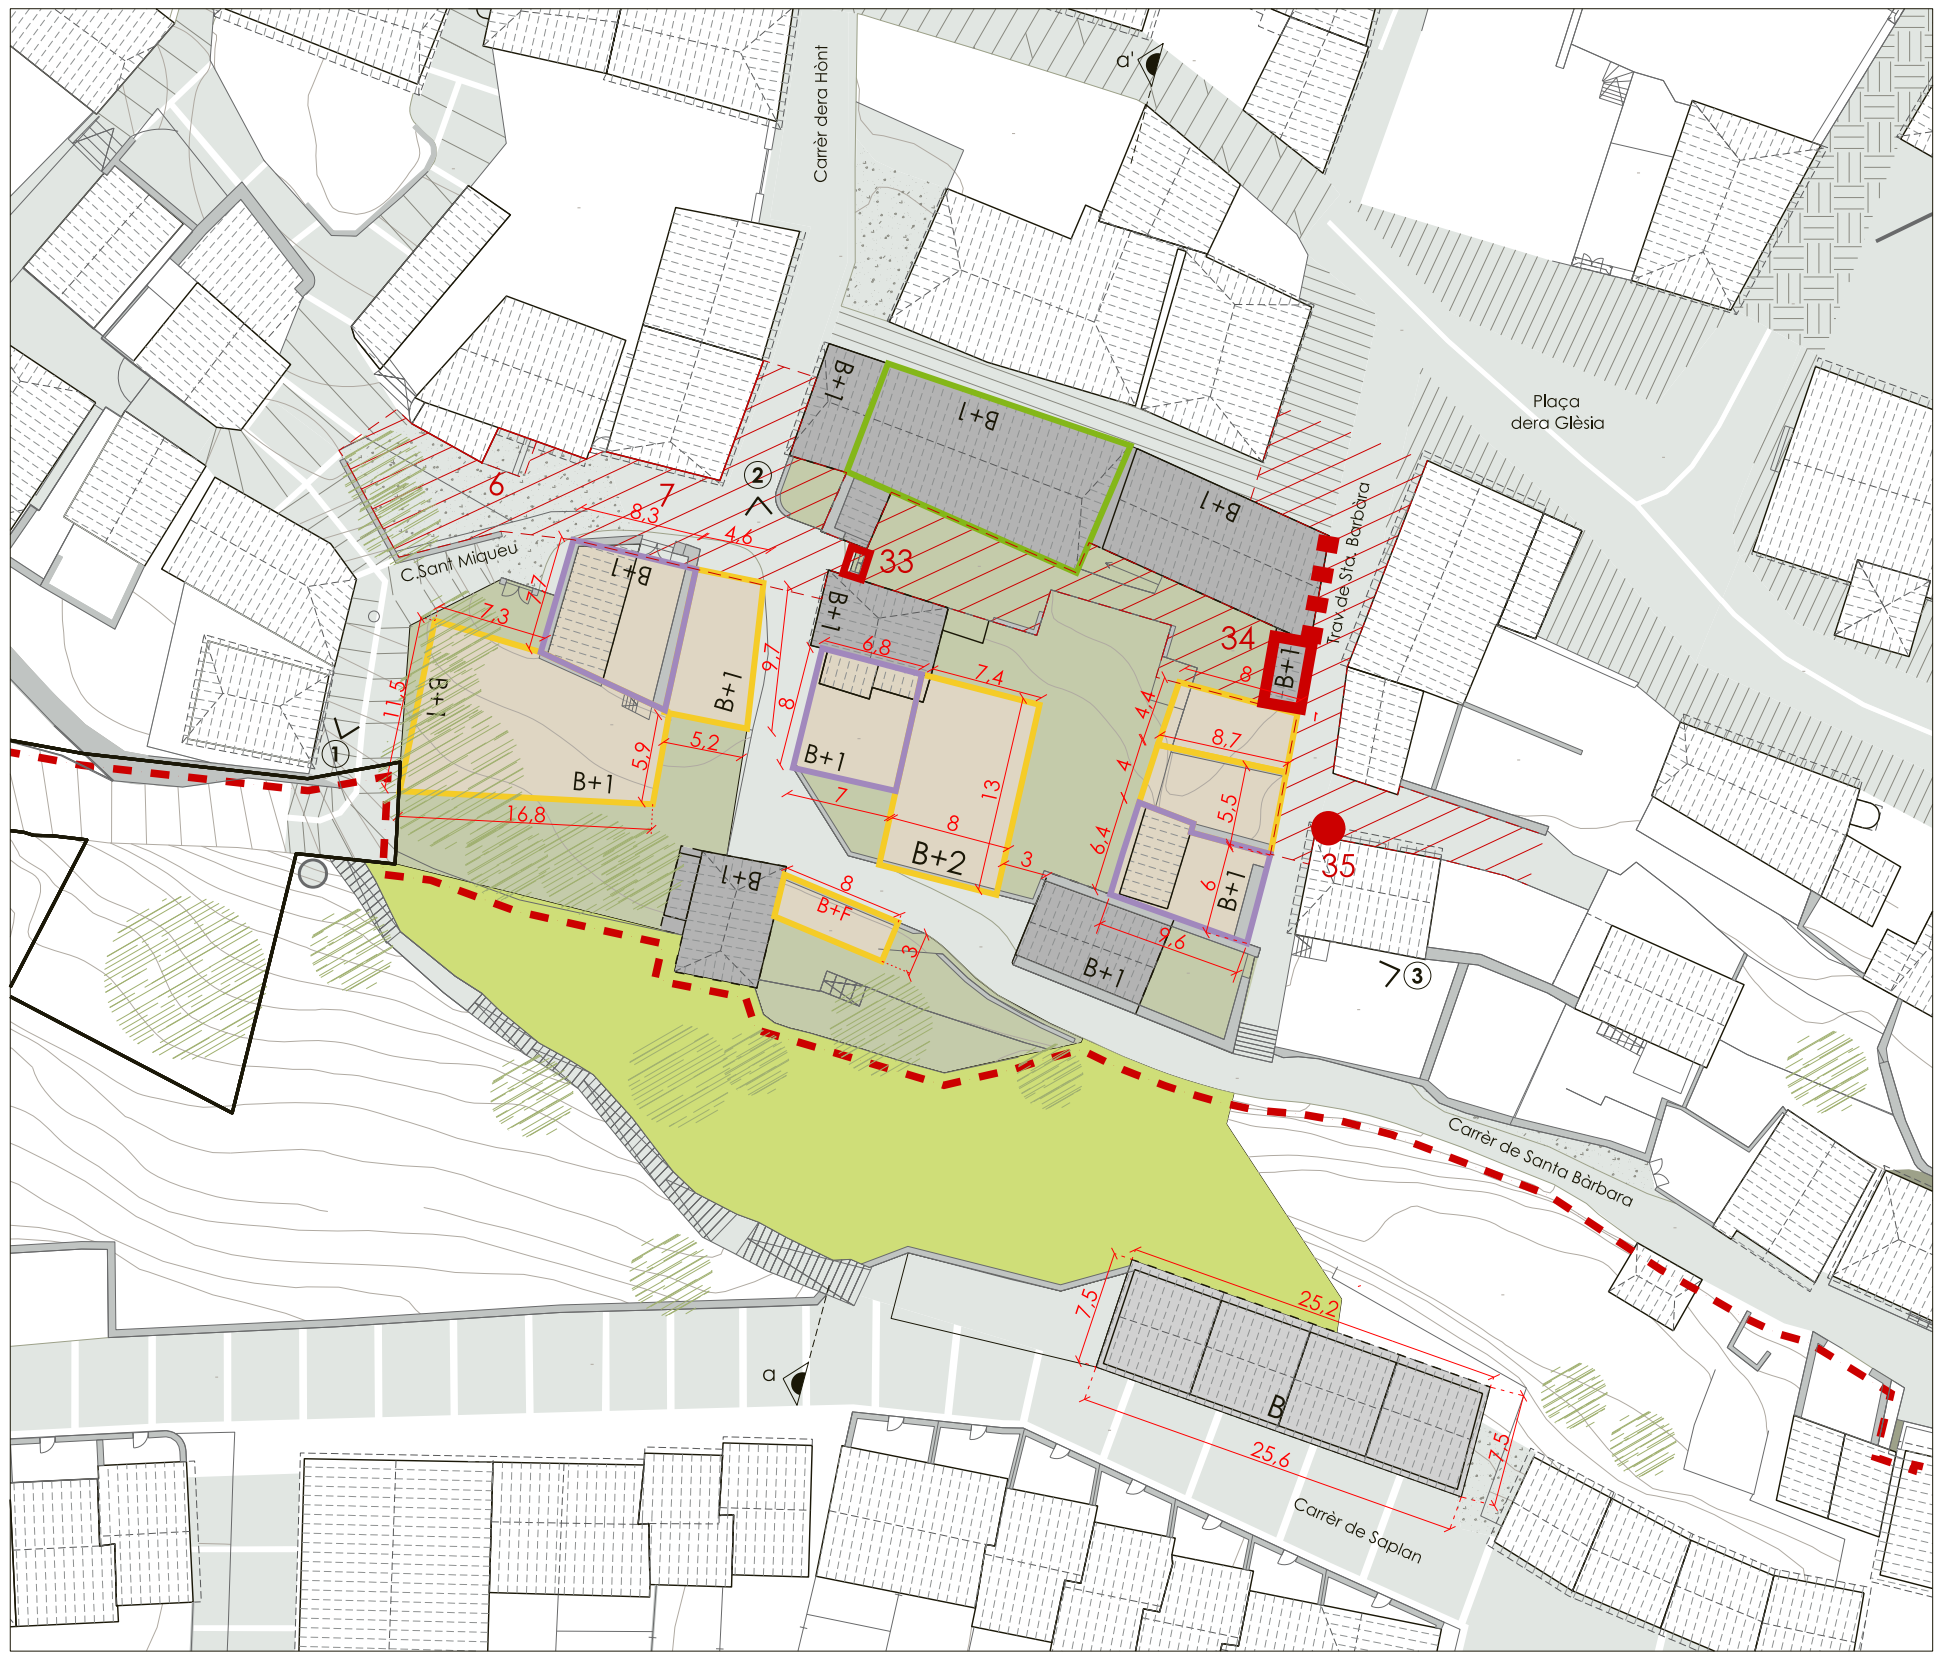 a'
Carrèr dera Hònt
B+1
B+1
Plaça
dera Glèsia
2
6
7
8,3
4,6
B+1
Trav. de Sta. Barbàra
C.Sant Miqueu
7,7
B+1
33
B+1
7,3
34
B+1
8
6,8
9,7
7,4
4,4
11,5
B+1
B+1
8
8,7
1
5,9
5,2
B+1
4
B+1
16,8
7
13
5,5
8
35
B+2
6,4
3
B+1
8
B+F
6
B+1
9,6
3
B+1
3
Carrèr de Santa Bàrbara
7,5
25,2
a
B
25,6
7,5
Carrèr de Saplan